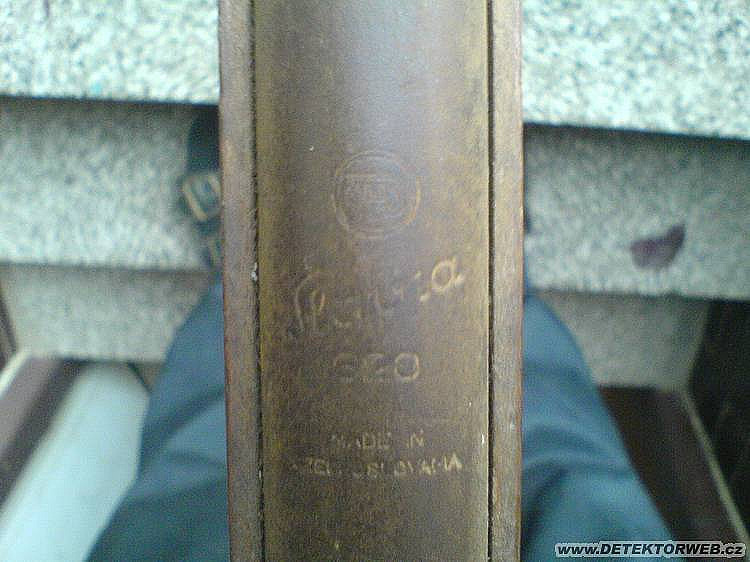 Slavia
620
MADE IN
CZECHOSLOVAKIA
www.DETEKTORWEB.cz